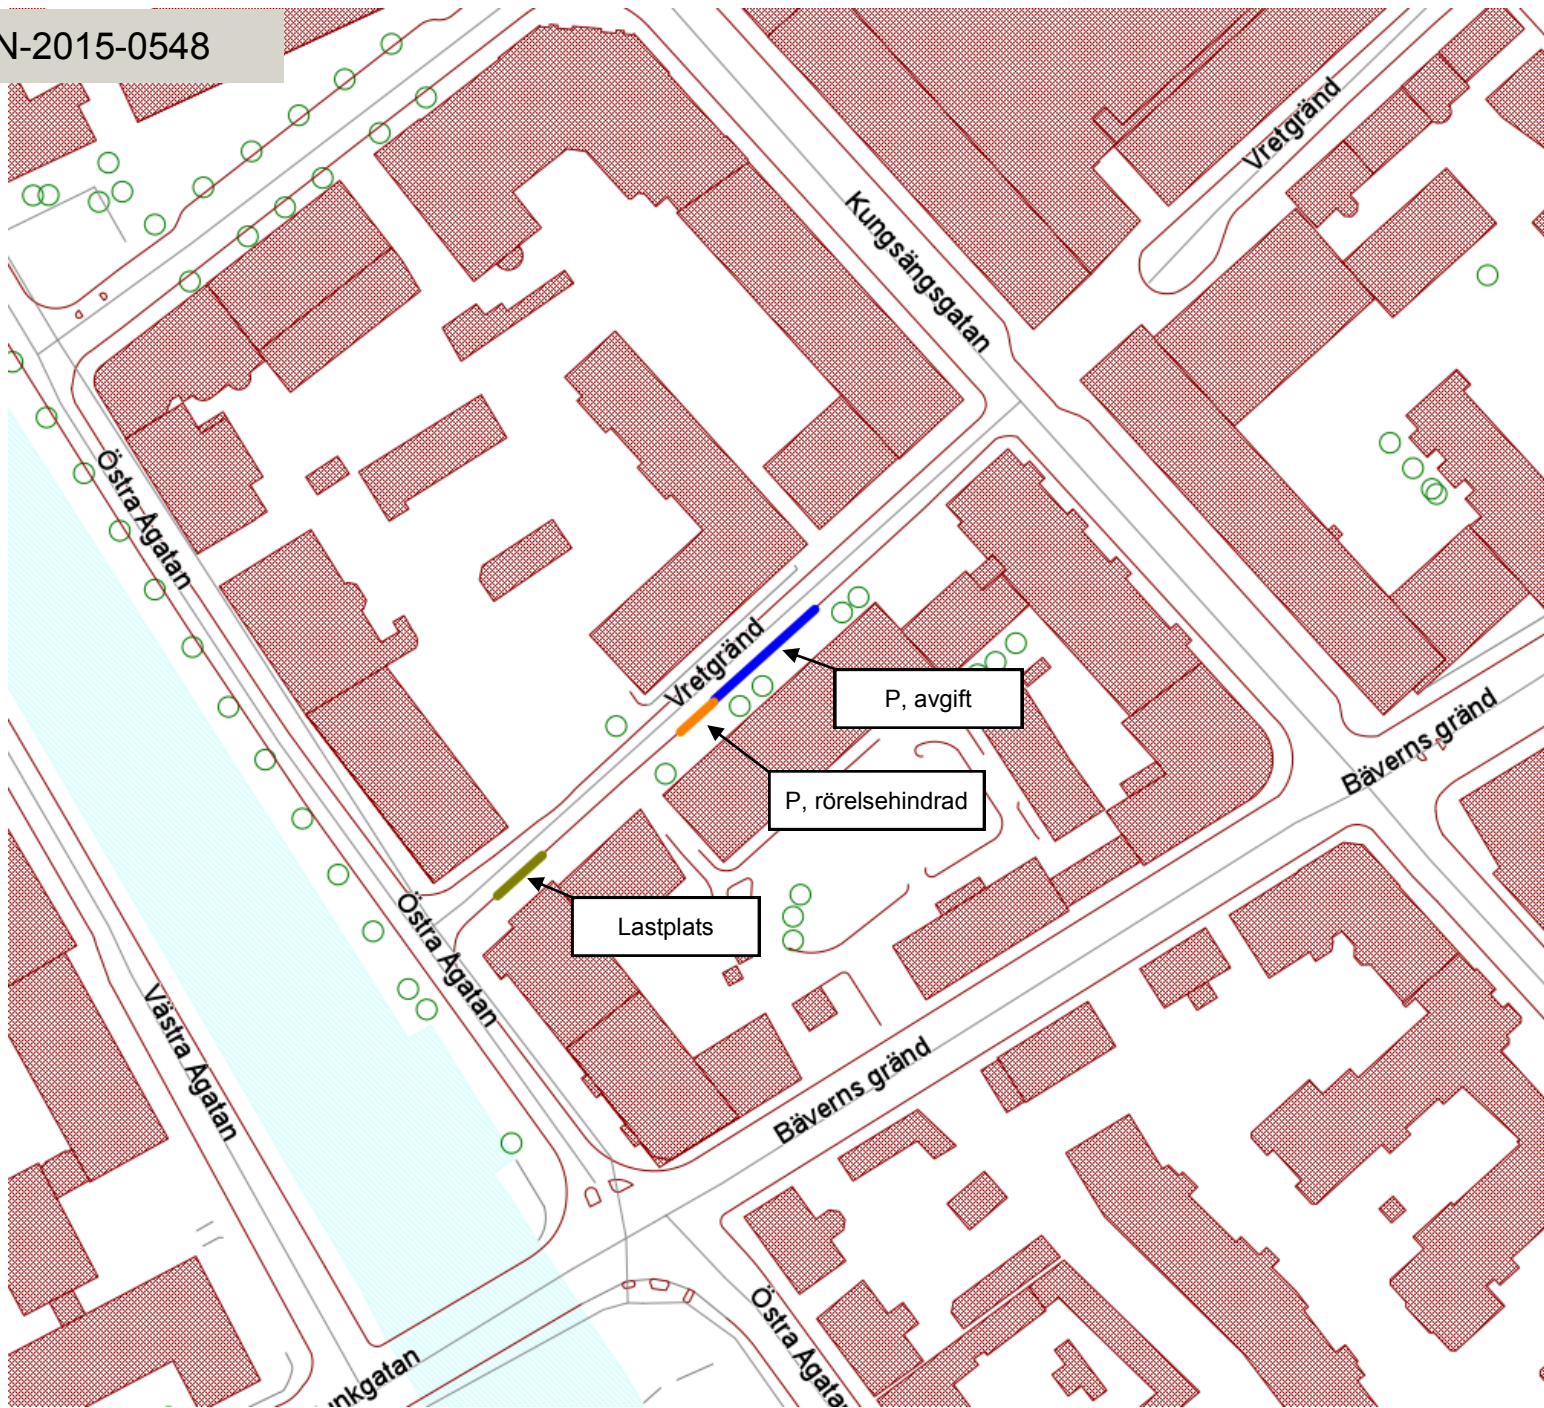 N-2015-0548
Vretgränd
Kungsängsgatan
Östra Ågatan
Vretgränd
P, avgift
Bäverns gränd
P, rörelsehindrad
Lastplats
Östra Ågatan
Västra Ågatan
Bäverns gränd
Östra Ågatan
nkgatan